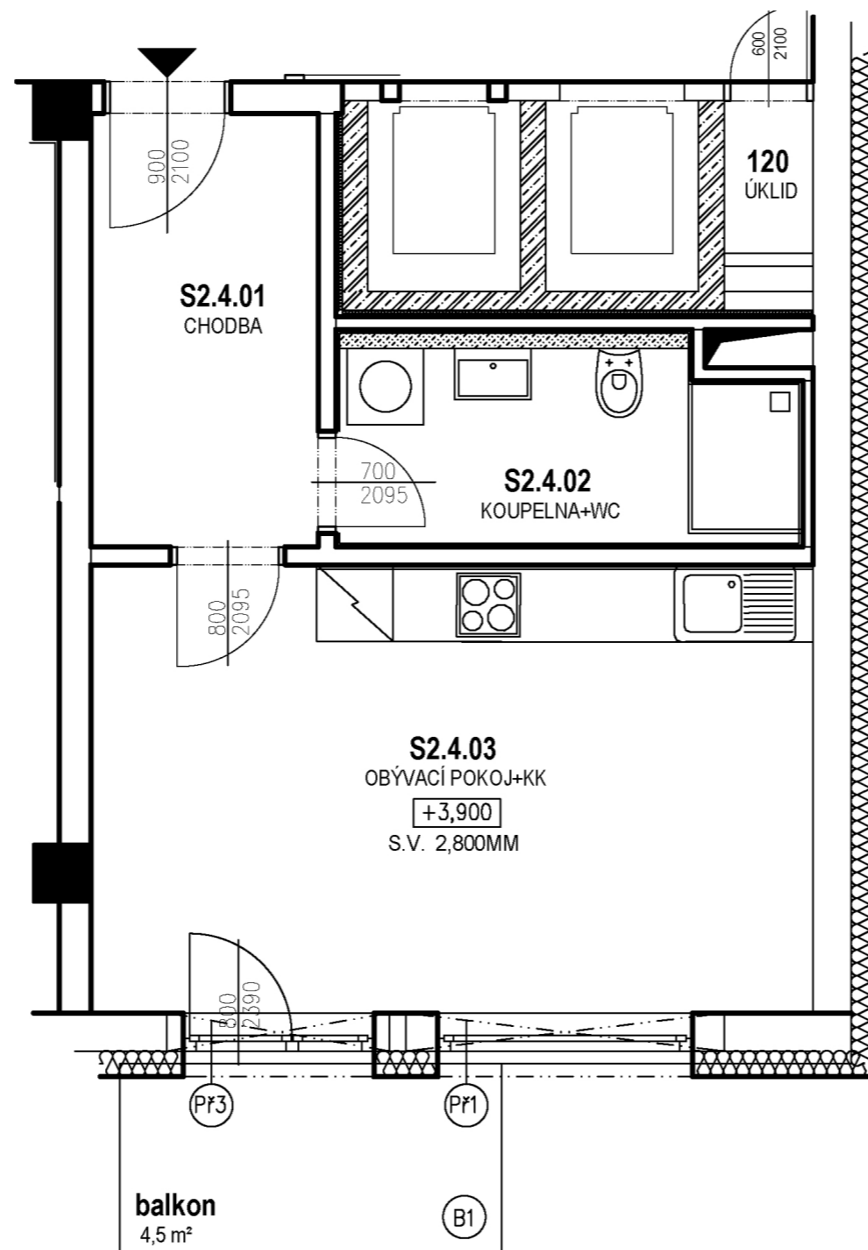 600
2100
900
2100
120
ÚKLID
S2.4.01
CHODBA
700
2095
S2.4.02
KOUPELNA+WC
800
2095
S2.4.03
OBÝVACÍ POKOJ+KK
+3,900
S.V. 2,800MM
800
2390
Př3
Př1
balkon
4,5 m²
B1